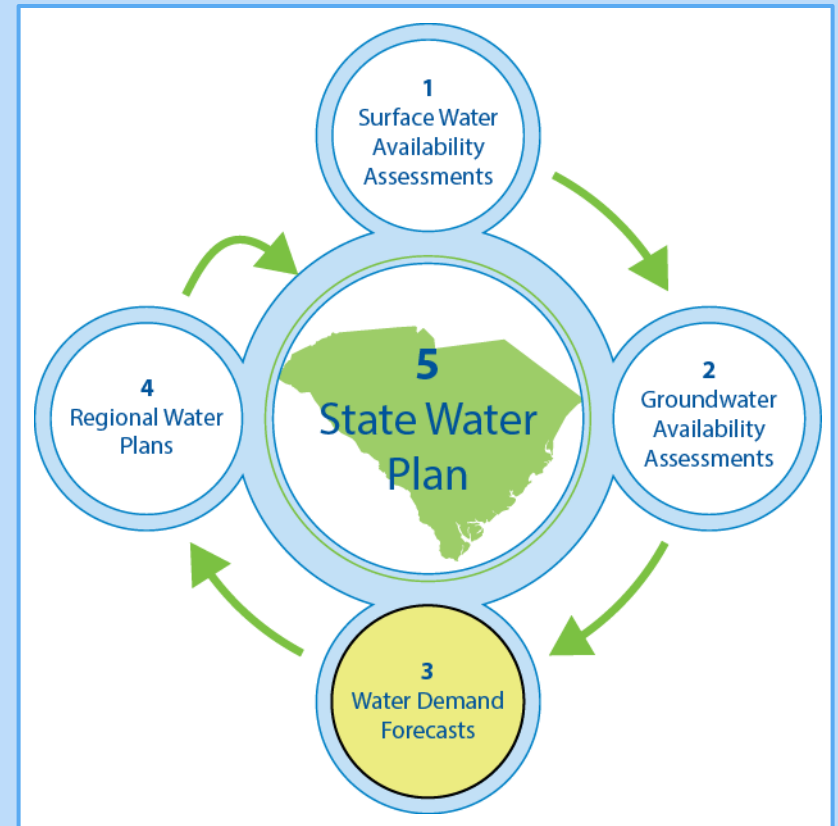 1
Surface Water
Availability
Assessments
2
Groundwater
Availability
Assessments
3
Water Demand
Forecasts
4
Regional Water
Plans
5
State Water
Plan